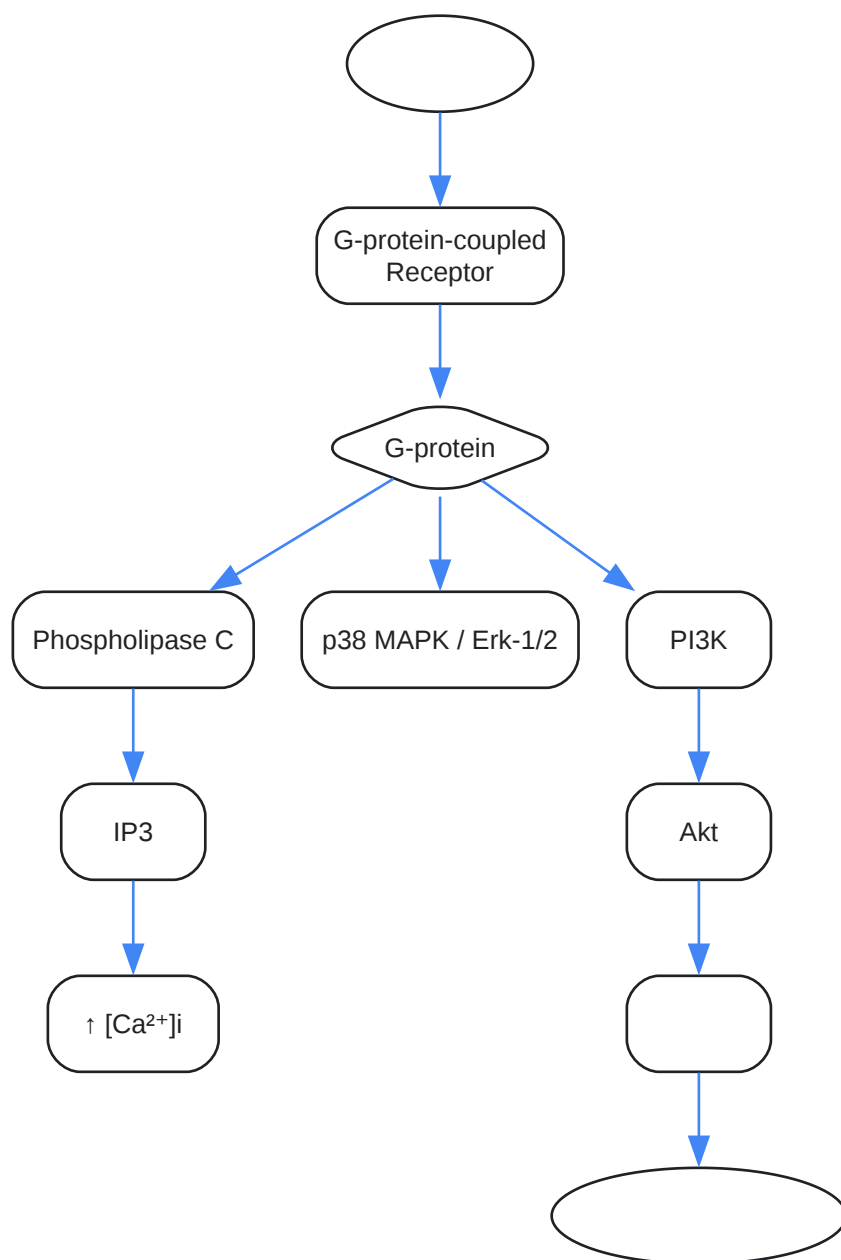 G-protein-coupled
Receptor
G-protein
Phospholipase C
p38 MAPK / Erk-1/2
PI3K
IP3
Akt
↑ [Ca²⁺]i